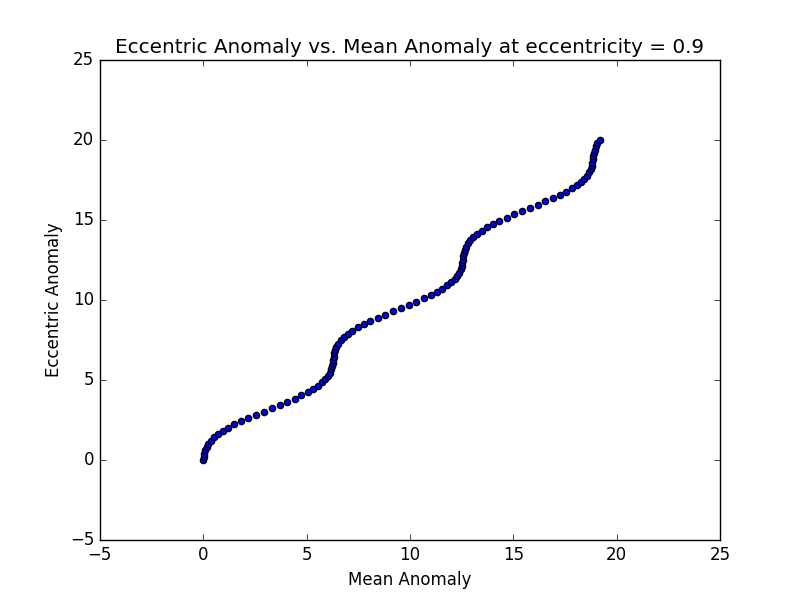 Eccentric Anomaly vs. Mean Anomaly at eccentricity = 0.9
25
20
15
10
5
0
−5
Eccentric Anomaly
−5 0 5 10 15 20 25
Mean Anomaly